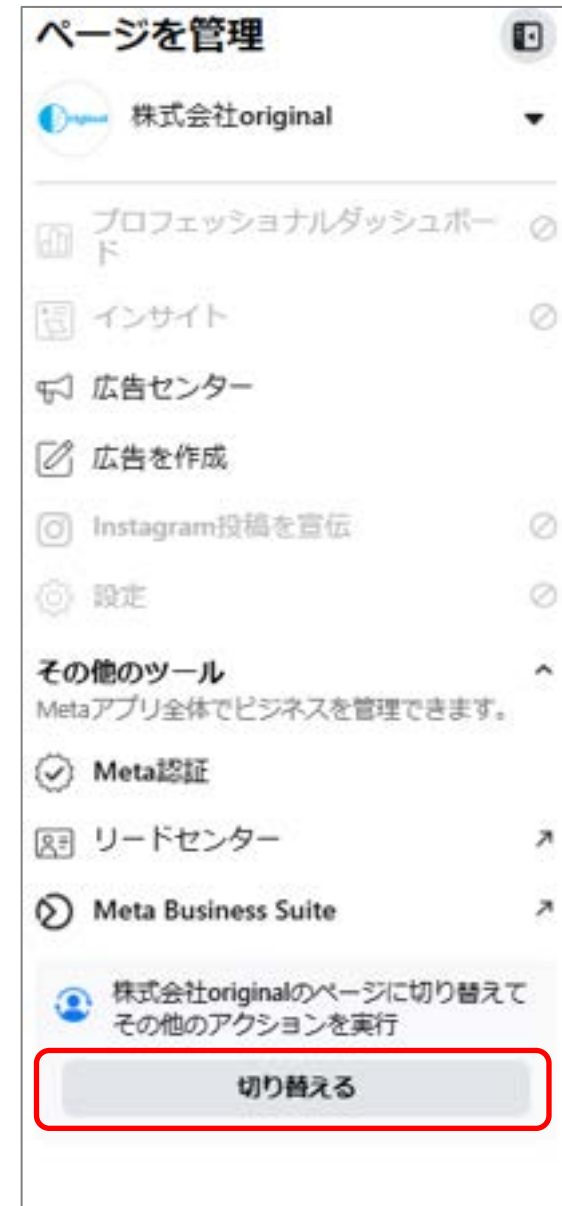 ページを管理
株式会社original
プロフェッショナルダッシュボー
ド
インサイト
広告センター
広告を作成
Instagram投稿を宣伝
設定
その他のツール
Metaアプリ全体でビジネスを管理できます。
Meta認証
リードセンター
Meta Business Suite
株式会社originalのページに切り替えて
その他のアクションを実行
切り替える